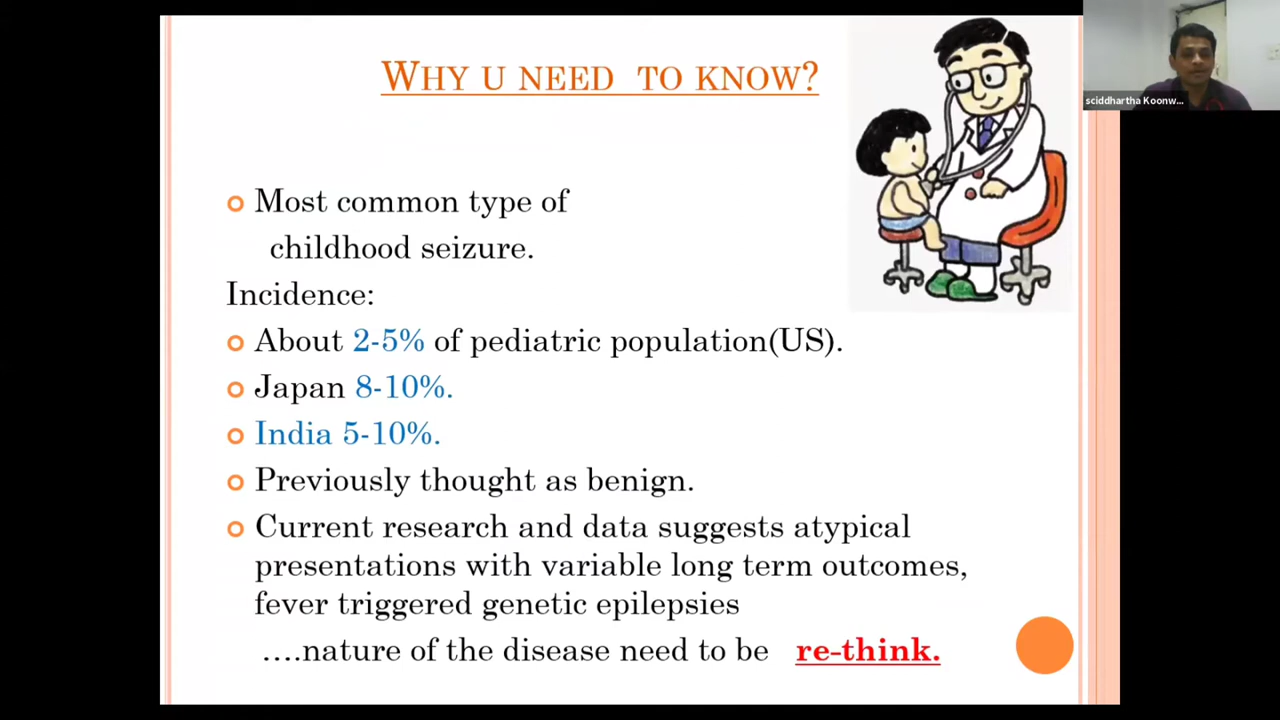 WHY U NEED TO KNOW?
sciddhartha Koonw...
Most common type of
childhood seizure.
Incidence:
About 2-5% of pediatric population(US).
Japan 8-10%.
India 5-10%.
Previously thought as benign.
Current research and data suggests atypical
presentations with variable long term outcomes,
fever triggered genetic epilepsies
....nature of the disease need to be re-think.